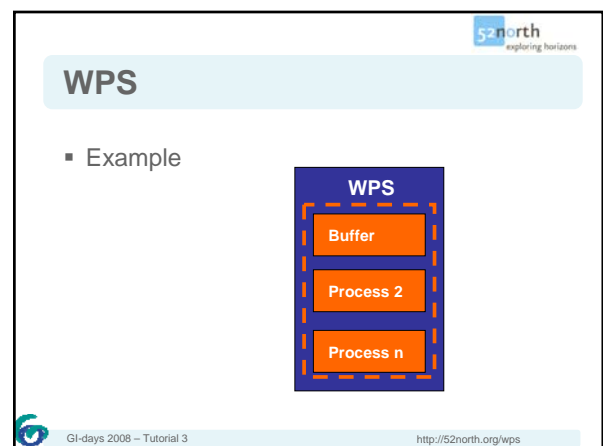 52north
exploring horizons
WPS
▪ Example
WPS
Buffer
Process 2
Process n
GI-days 2008 – Tutorial 3
http://52north.org/wps